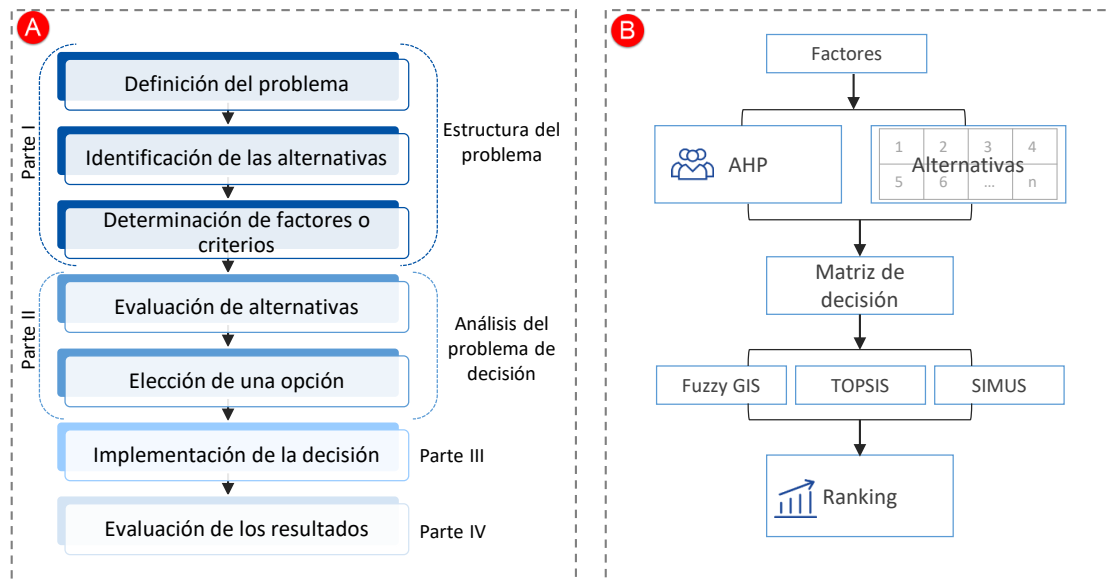 A
Parte I
Definición del problema
Identificación de las alternativas
Determinación de factores o
criterios
Estructura del
problema
Parte II
Evaluación de alternativas
Elección de una opción
Análisis del
problema de
decisión
Implementación de la decisión
Parte III
Evaluación de los resultados
Parte IV
B
Factores
AHP
1 2 3 4
Alternativas
5 6 ... n
Matriz de
decisión
Fuzzy GIS
TOPSIS
SIMUS
Ranking